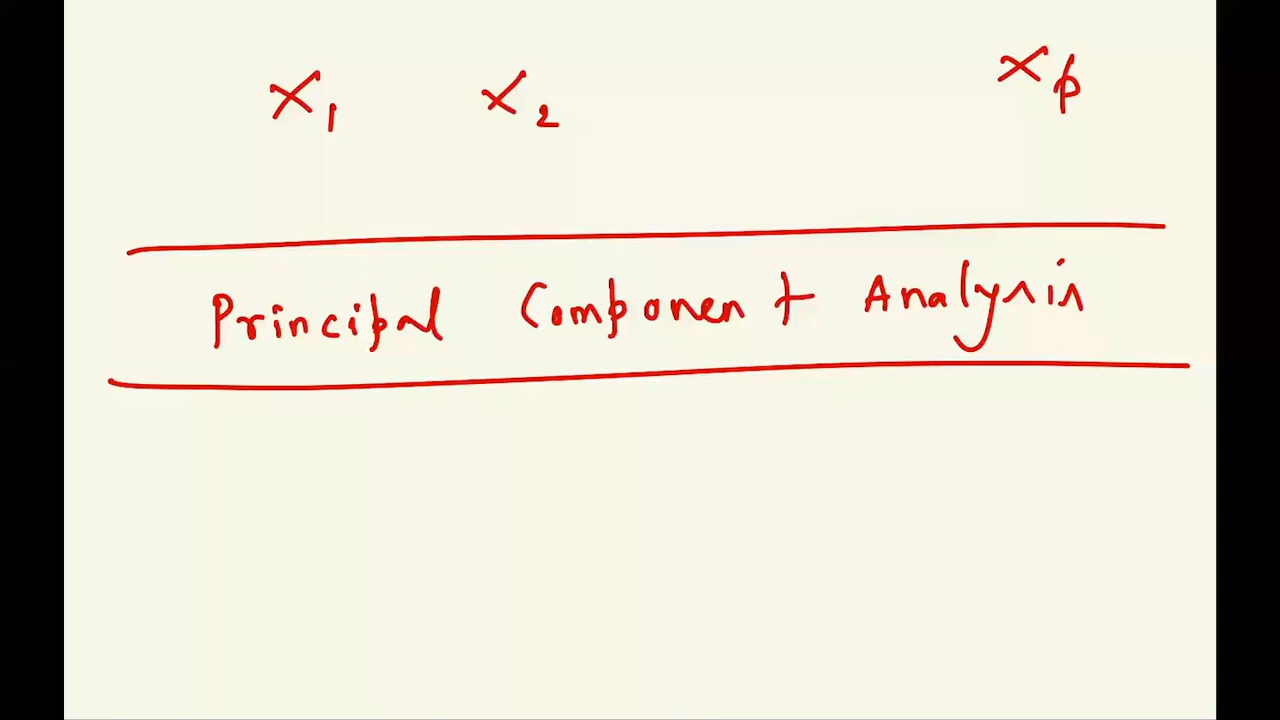 x₁ x₂ xₚ
Principal Component Analysis